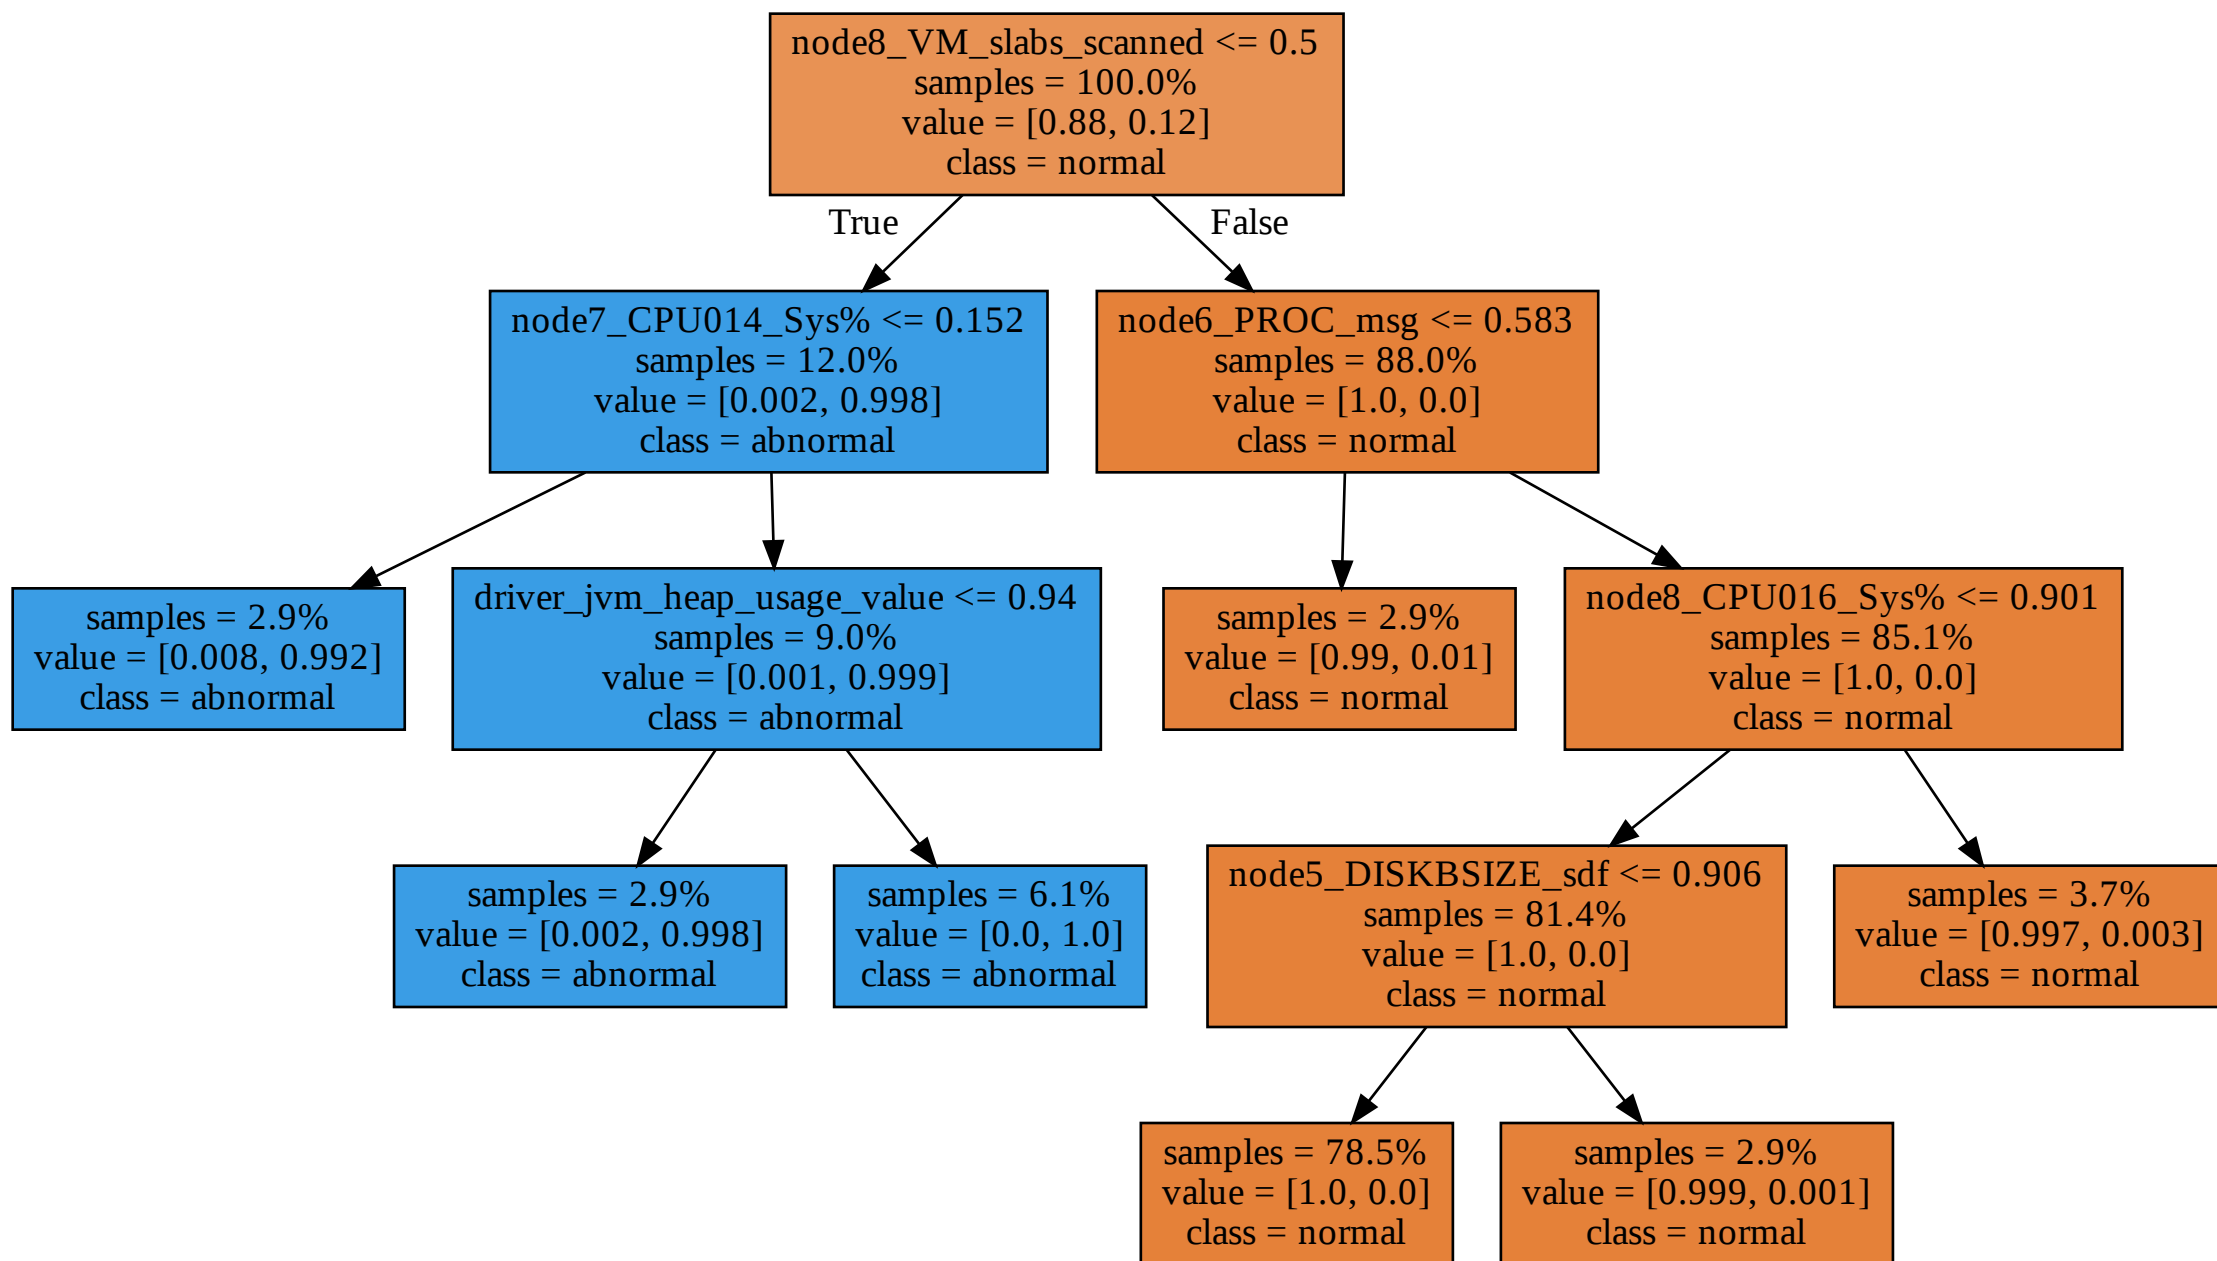 node8_VM_slabs_scanned <= 0.5
samples = 100.0%
value = [0.88, 0.12]
class = normal
True
False
node7_CPU014_Sys% <= 0.152
samples = 12.0%
value = [0.002, 0.998]
class = abnormal
node6_PROC_msg <= 0.583
samples = 88.0%
value = [1.0, 0.0]
class = normal
samples = 2.9%
value = [0.008, 0.992]
class = abnormal
driver_jvm_heap_usage_value <= 0.94
samples = 9.0%
value = [0.001, 0.999]
class = abnormal
samples = 2.9%
value = [0.99, 0.01]
class = normal
node8_CPU016_Sys% <= 0.901
samples = 85.1%
value = [1.0, 0.0]
class = normal
samples = 2.9%
value = [0.002, 0.998]
class = abnormal
samples = 6.1%
value = [0.0, 1.0]
class = abnormal
node5_DISKBSIZE_sdf <= 0.906
samples = 81.4%
value = [1.0, 0.0]
class = normal
samples = 3.7%
value = [0.997, 0.003]
class = normal
samples = 78.5%
value = [1.0, 0.0]
class = normal
samples = 2.9%
value = [0.999, 0.001]
class = normal